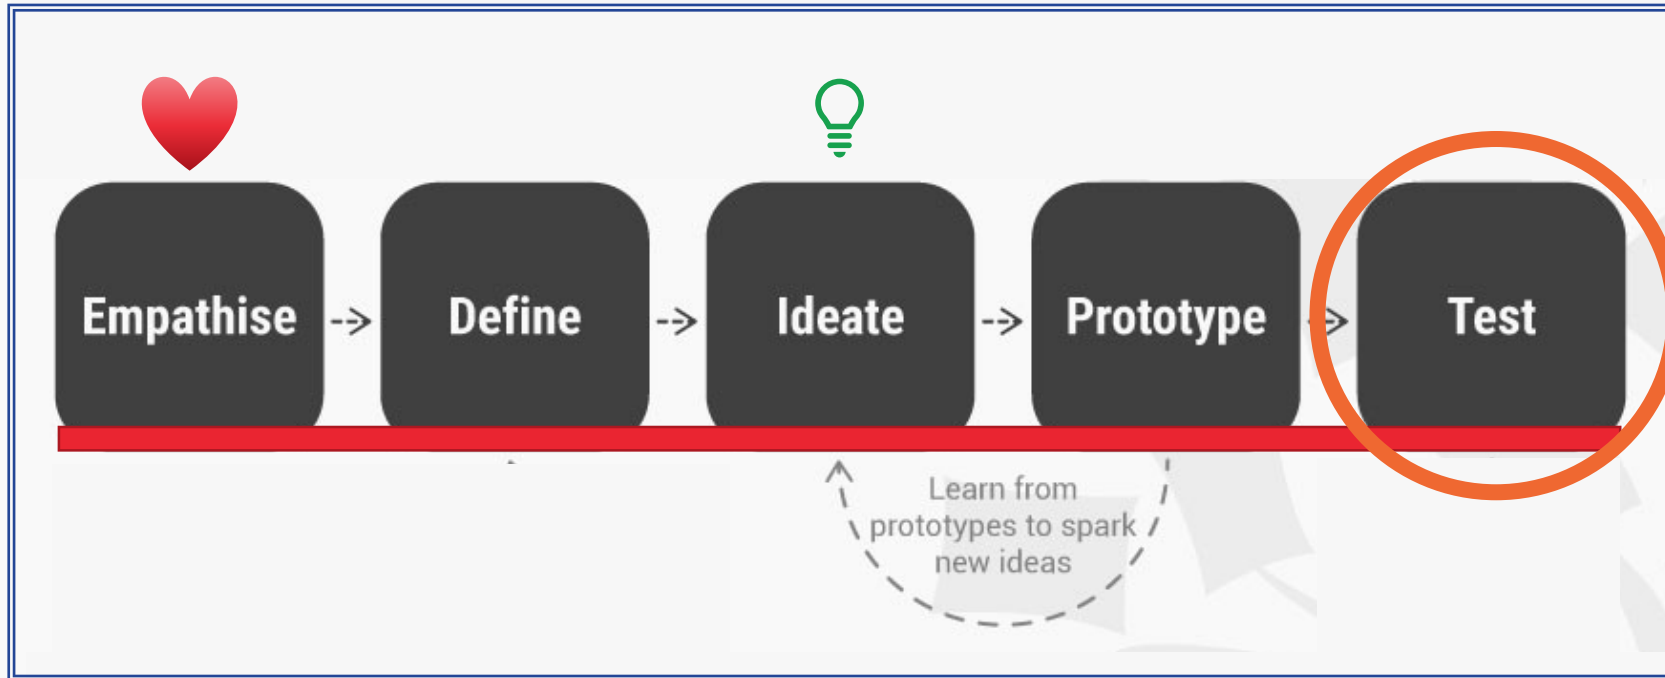 Empathise
Define
Ideate
Prototype
Test
Learn from
prototypes to spark
new ideas